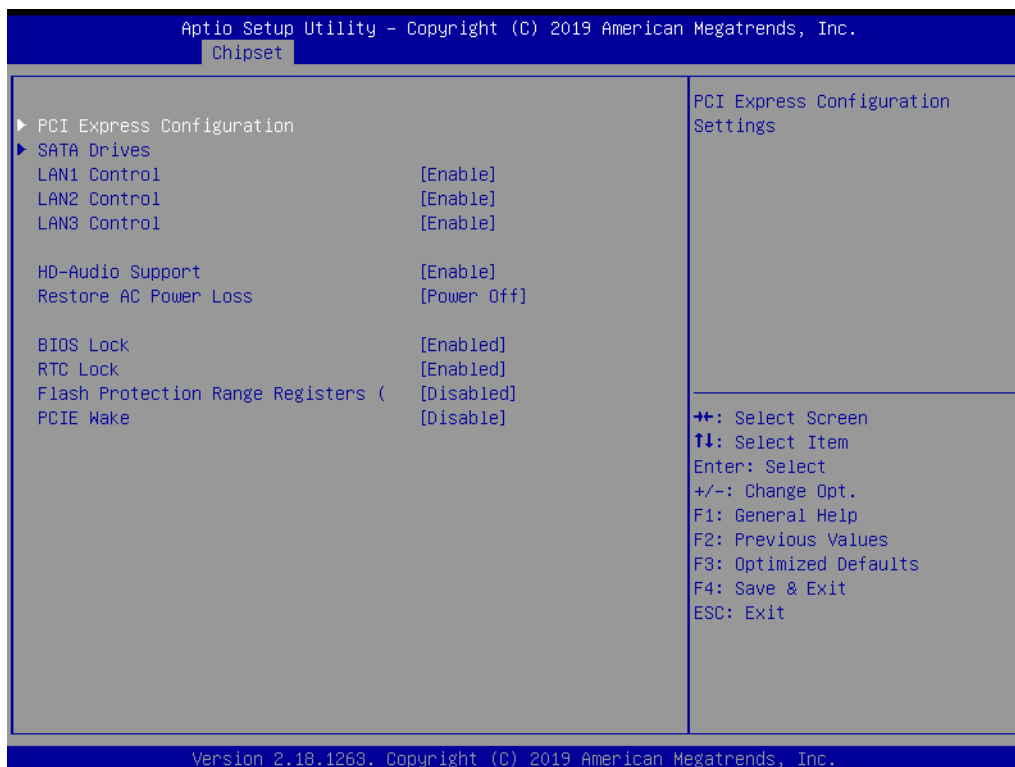 Aptio Setup Utility – Copyright (C) 2019 American Megatrends, Inc.
Chipset
▶ PCI Express Configuration
▶ SATA Drives
LAN1 Control [Enable]
LAN2 Control [Enable]
LAN3 Control [Enable]
HD-Audio Support [Enable]
Restore AC Power Loss [Power Off]
BIOS Lock [Enabled]
RTC Lock [Enabled]
Flash Protection Range Registers ( [Disabled]
PCIE Wake [Disable]
PCI Express Configuration
Settings
→←: Select Screen
↑↓: Select Item
Enter: Select
+/-: Change Opt.
F1: General Help
F2: Previous Values
F3: Optimized Defaults
F4: Save & Exit
ESC: Exit
Version 2.18.1263. Copyright (C) 2019 American Megatrends, Inc.